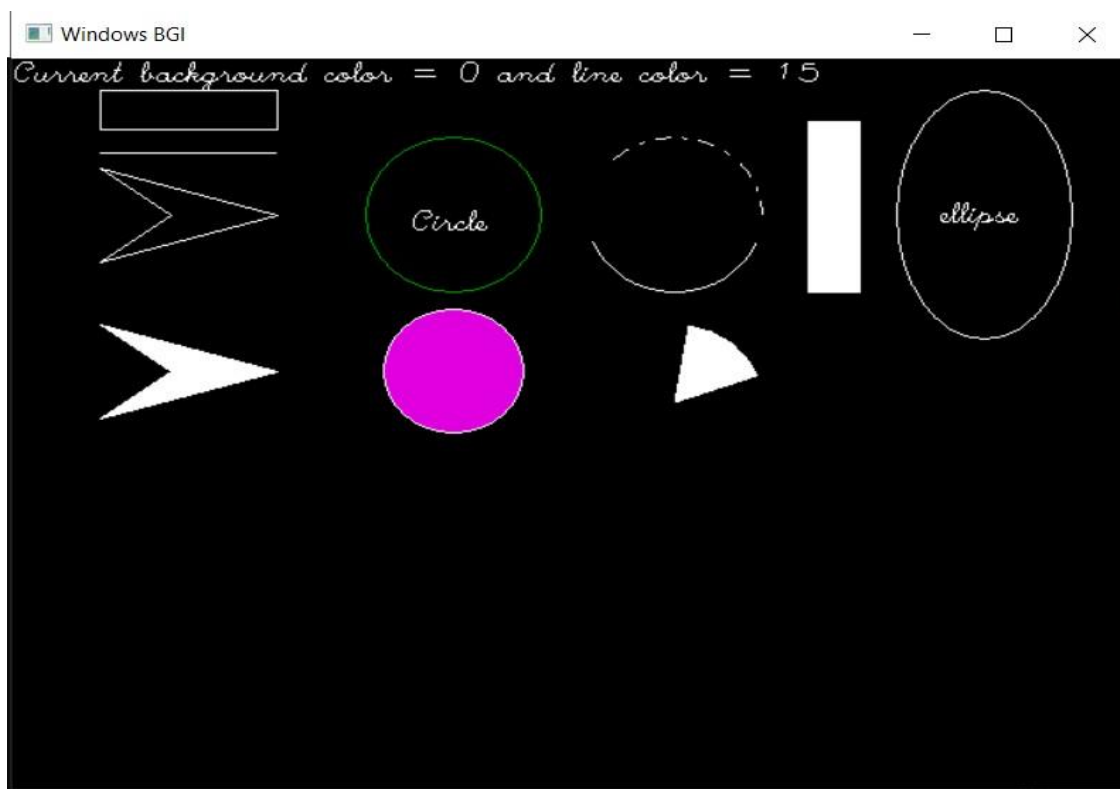 Windows BGI
Current background color = 0 and line color = 15
Circle
ellipse